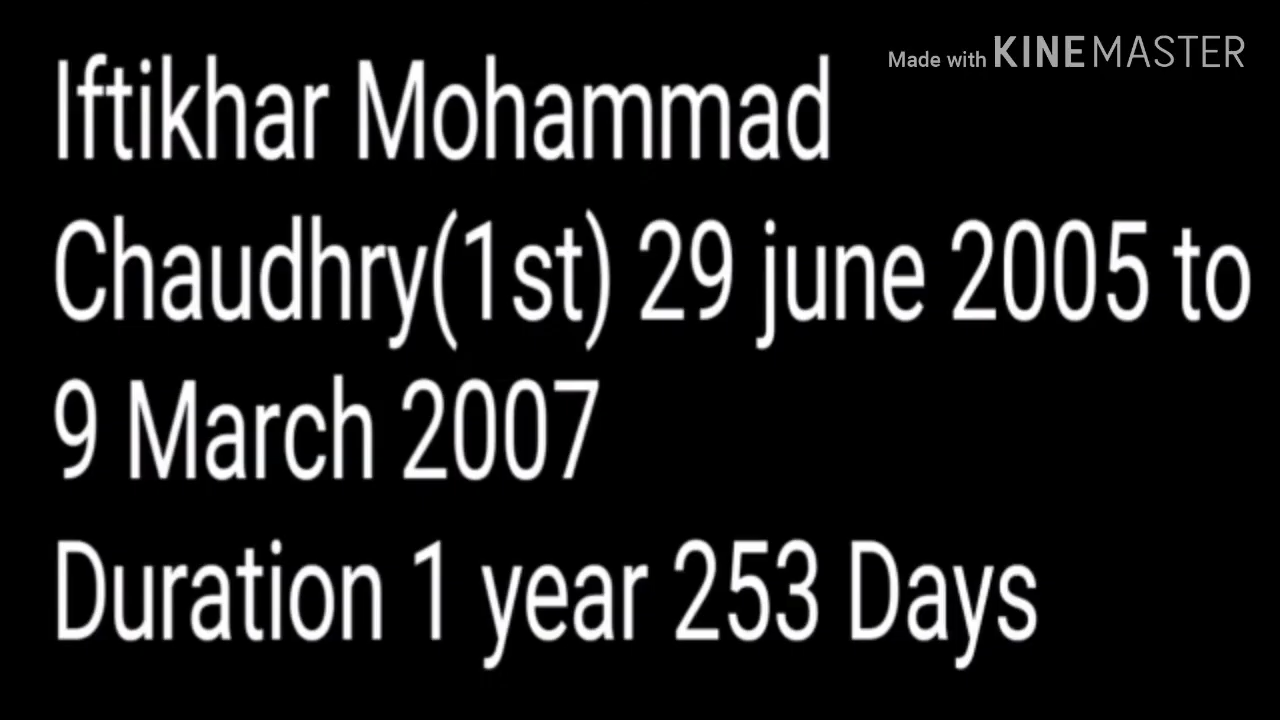 Made with KINEMASTER
Iftikhar Mohammad
Chaudhry(1st) 29 june 2005 to
9 March 2007
Duration 1 year 253 Days